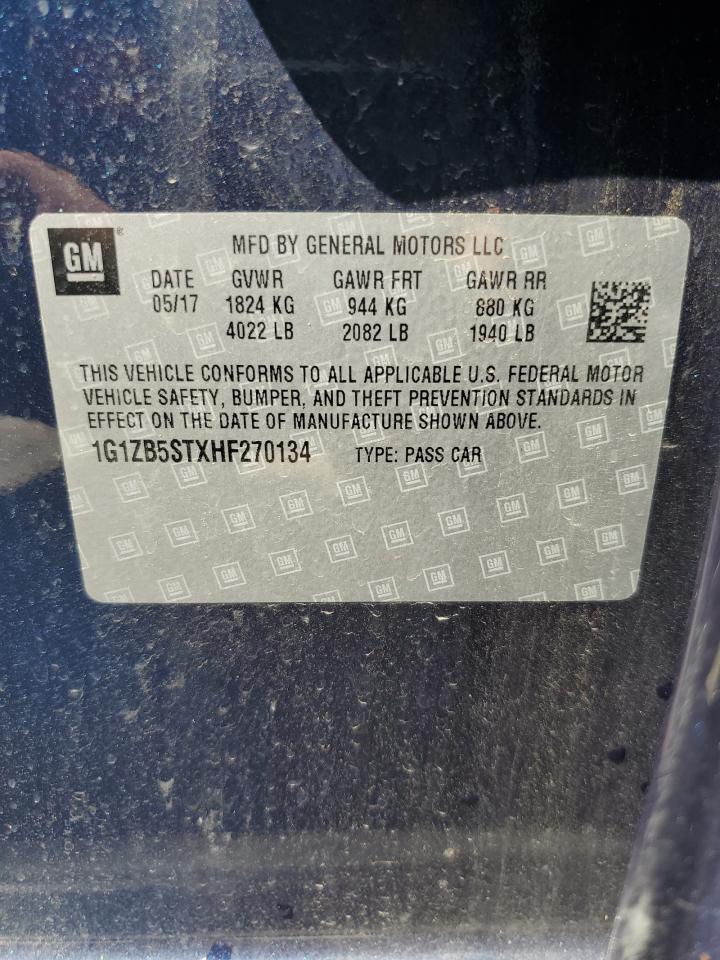 GM ®
MFD BY GENERAL MOTORS LLC
DATE GVWR GAWR FRT GAWR RR
05/17 1824 KG 944 KG 880 KG
4022 LB 2082 LB 1940 LB
THIS VEHICLE CONFORMS TO ALL APPLICABLE U.S. FEDERAL MOTOR
VEHICLE SAFETY, BUMPER, AND THEFT PREVENTION STANDARDS IN
EFFECT ON THE DATE OF MANUFACTURE SHOWN ABOVE.
1G1ZB5STXHF270134 TYPE: PASS CAR